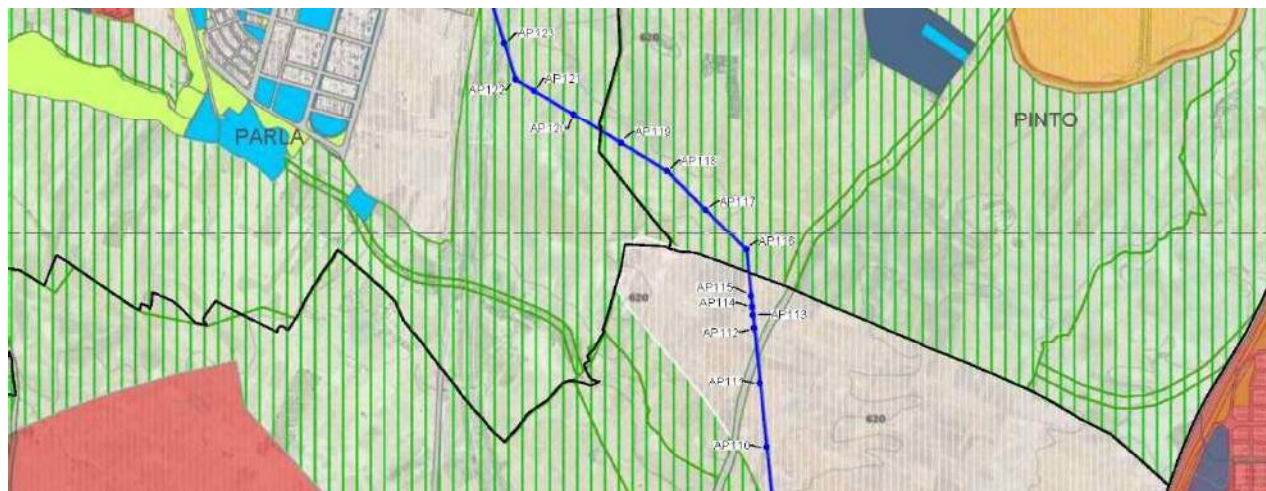 AP123
620
AP121
AP122
PARLA
PINTO
AP120
AP119
AP118
AP117
AP116
AP115
620
AP114
AP113
AP112
AP111
620
AP110